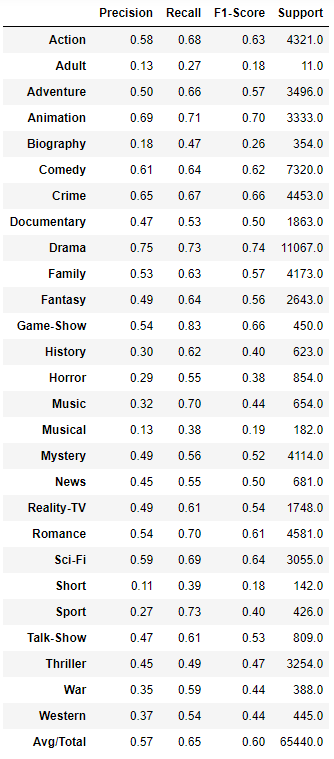 Precision Recall F1-Score Support
Action 0.58 0.68 0.63 4321.0
Adult 0.13 0.27 0.18 11.0
Adventure 0.50 0.66 0.57 3496.0
Animation 0.69 0.71 0.70 3333.0
Biography 0.18 0.47 0.26 354.0
Comedy 0.61 0.64 0.62 7320.0
Crime 0.65 0.67 0.66 4453.0
Documentary 0.47 0.53 0.50 1863.0
Drama 0.75 0.73 0.74 11067.0
Family 0.53 0.63 0.57 4173.0
Fantasy 0.49 0.64 0.56 2643.0
Game-Show 0.54 0.83 0.66 450.0
History 0.30 0.62 0.40 623.0
Horror 0.29 0.55 0.38 854.0
Music 0.32 0.70 0.44 654.0
Musical 0.13 0.38 0.19 182.0
Mystery 0.49 0.56 0.52 4114.0
News 0.45 0.55 0.50 681.0
Reality-TV 0.49 0.61 0.54 1748.0
Romance 0.54 0.70 0.61 4581.0
Sci-Fi 0.59 0.69 0.64 3055.0
Short 0.11 0.39 0.18 142.0
Sport 0.27 0.73 0.40 426.0
Talk-Show 0.47 0.61 0.53 809.0
Thriller 0.45 0.49 0.47 3254.0
War 0.35 0.59 0.44 388.0
Western 0.37 0.54 0.44 445.0
Avg/Total 0.57 0.65 0.60 65440.0